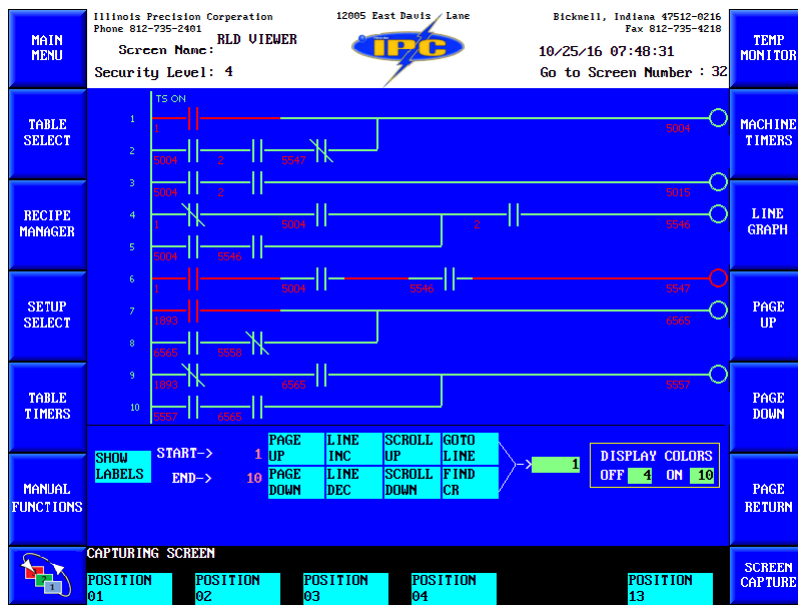 Illinois Precision Corporation 12005 East Davis Lane Bicknell, Indiana 47512-0216
Phone 812-735-2401 Fax 812-735-4218
Screen Name: RLD VIEWER
IPC
10/25/16 07:48:31
Security Level: 4
Go to Screen Number : 32
MAIN MENU
TEMP MONITOR
TABLE SELECT
MACHINE TIMERS
RECIPE MANAGER
LINE GRAPH
SETUP SELECT
PAGE UP
TABLE TIMERS
PAGE DOWN
MANUAL FUNCTIONS
PAGE RETURN
SCREEN CAPTURE
TS ON
1 1 5004
2 5004 2 5547
3 5004 2 5015
4 1 5004 2 5546
5 5004 5546
6 1 5004 5546 5547
7 1893 6565
8 6565 5558
9 1893 6565 5557
10 5557 6565
SHOW LABELS
START-> 1
END-> 10
PAGE UP
LINE INC
SCROLL UP
GOTO LINE
PAGE DOWN
LINE DEC
SCROLL DOWN
FIND CR
-> 1
DISPLAY COLORS
OFF 4 ON 10
CAPTURING SCREEN
POSITION 01
POSITION 02
POSITION 03
POSITION 04
POSITION 13